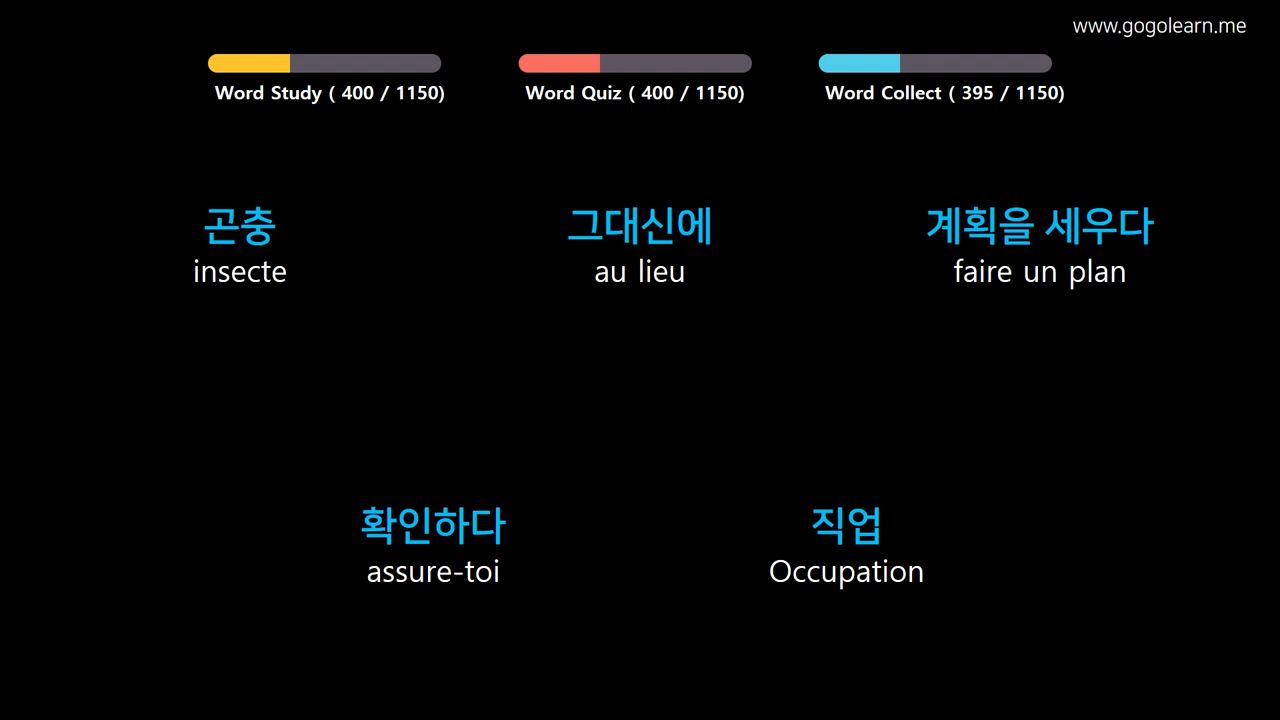 www.gogolearn.me
Word Study ( 400 / 1150)
Word Quiz ( 400 / 1150)
Word Collect ( 395 / 1150)
곤충
insecte
그대신에
au lieu
계획을 세우다
faire un plan
확인하다
assure-toi
직업
Occupation